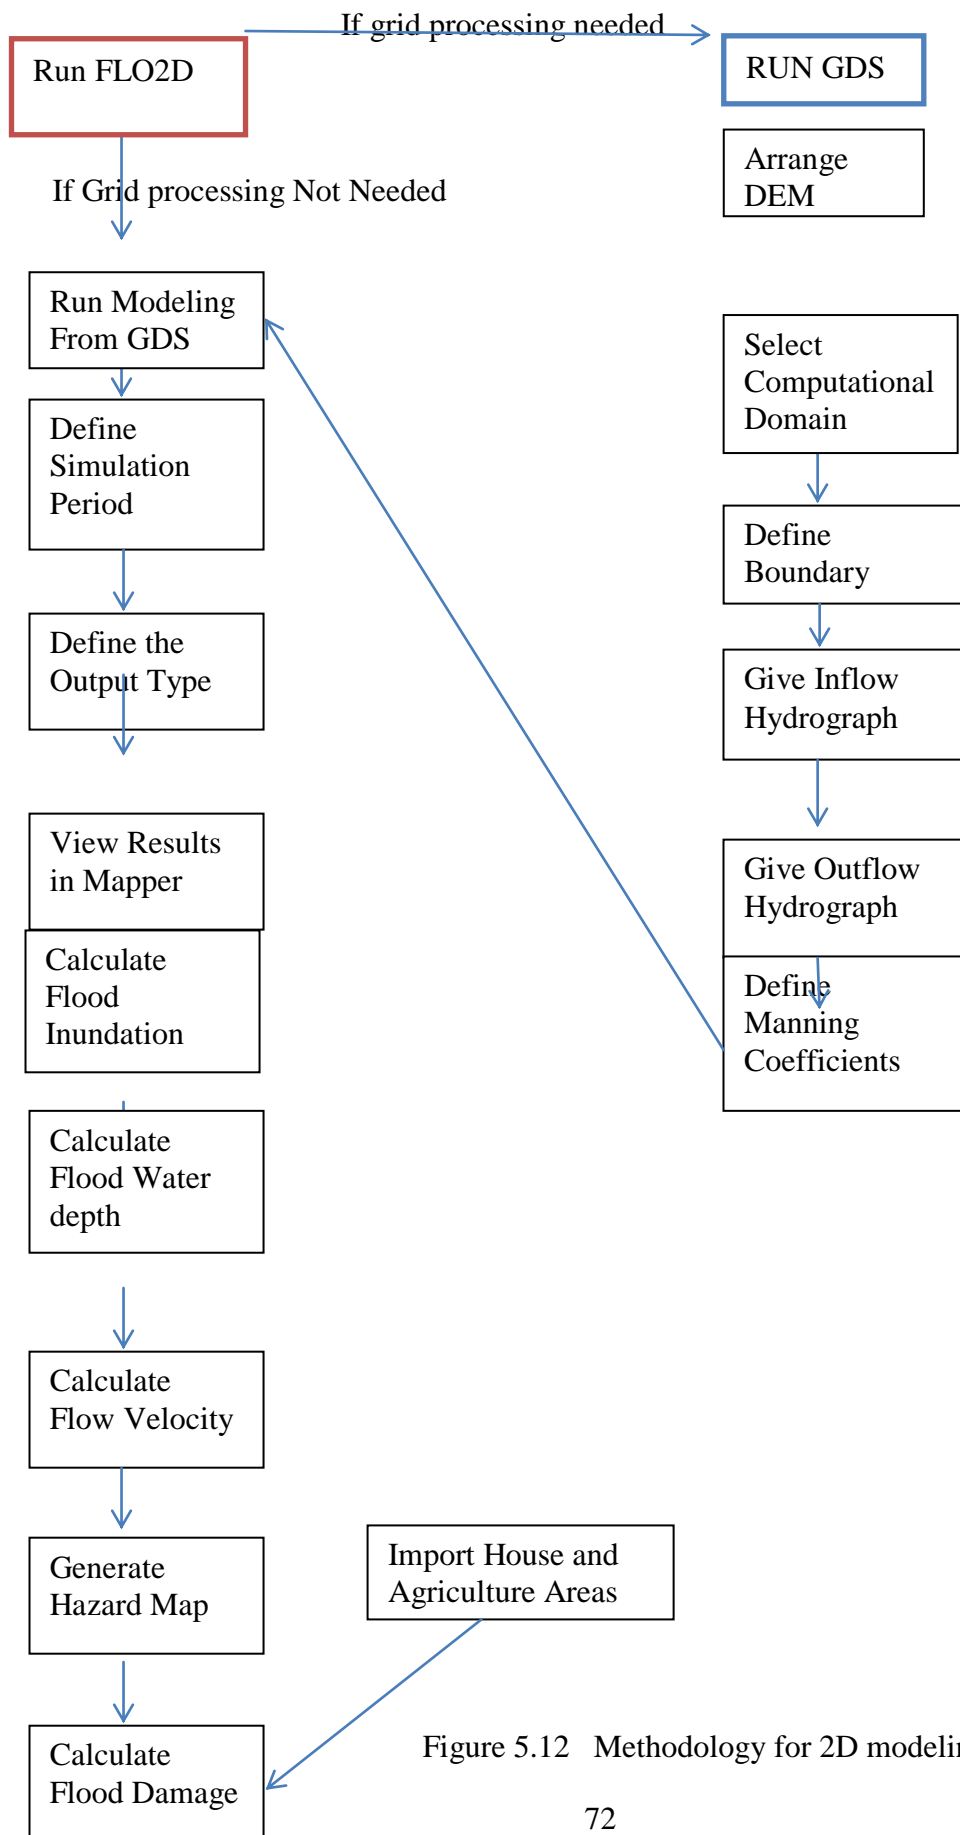 If grid processing needed
Run FLO2D
RUN GDS
Arrange
DEM
If Grid processing Not Needed
Run Modeling
From GDS
Select
Computational
Domain
Define
Simulation
Period
Define
Boundary
Define the
Output Type
Give Inflow
Hydrograph
View Results
in Mapper
Give Outflow
Hydrograph
Calculate
Flood
Inundation
Define
Manning
Coefficients
Calculate
Flood Water
depth
Calculate
Flow Velocity
Generate
Hazard Map
Import House and
Agriculture Areas
Calculate
Flood Damage
Figure 5.12 Methodology for 2D modelin
72